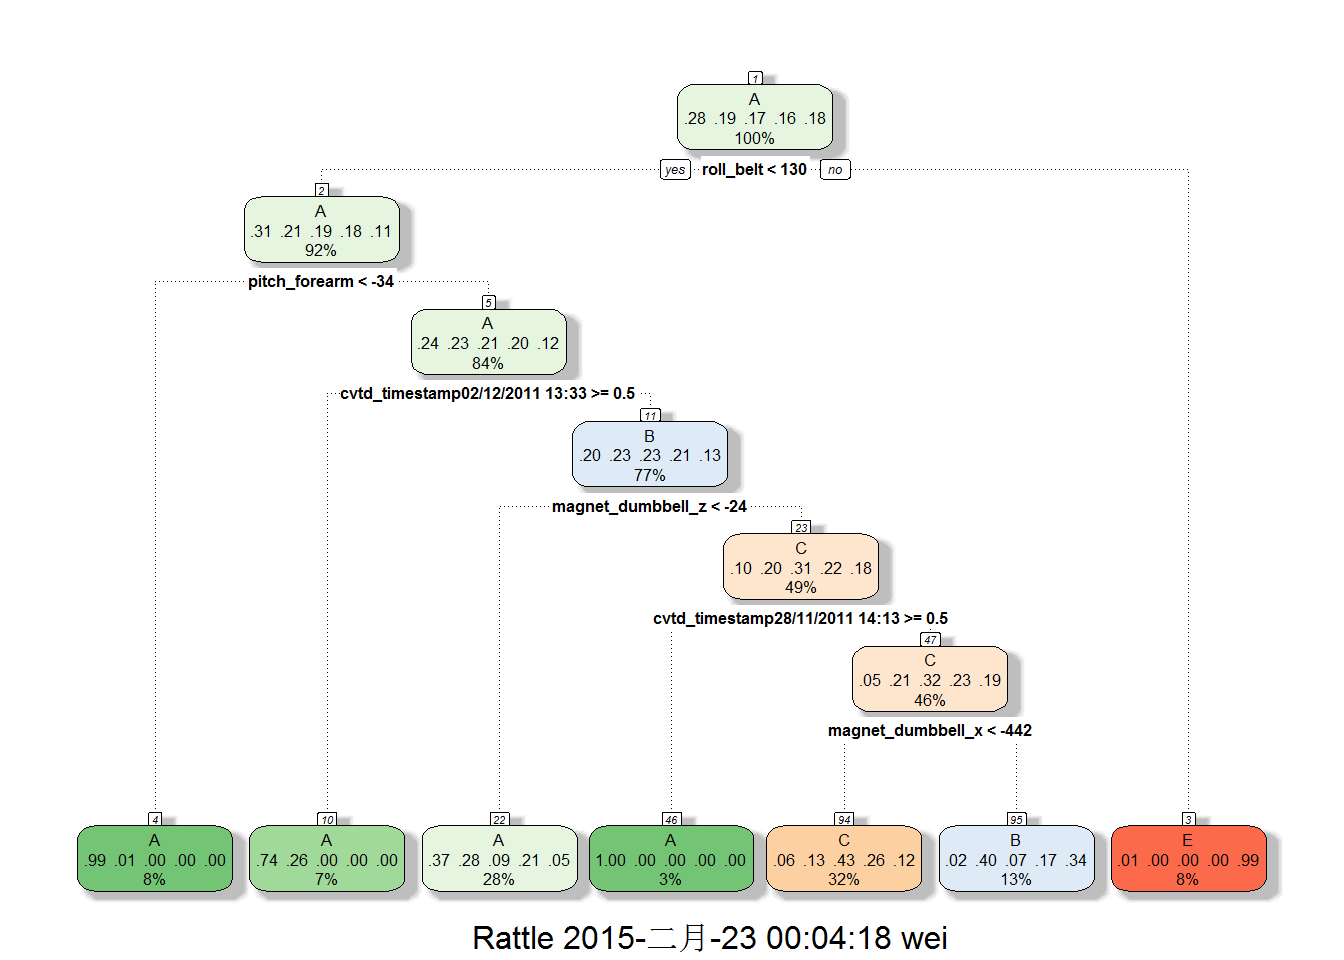 1
A
.28 .19 .17 .16 .18
100%
yes roll_belt < 130 no
2
A
.31 .21 .19 .18 .11
92%
pitch_forearm < -34
5
A
.24 .23 .21 .20 .12
84%
cvtd_timestamp02/12/2011 13:33 >= 0.5
11
B
.20 .23 .23 .21 .13
77%
magnet_dumbbell_z < -24
23
C
.10 .20 .31 .22 .18
49%
cvtd_timestamp28/11/2011 14:13 >= 0.5
47
C
.05 .21 .32 .23 .19
46%
magnet_dumbbell_x < -442
4
A
.99 .01 .00 .00 .00
8%
10
A
.74 .26 .00 .00 .00
7%
22
A
.37 .28 .09 .21 .05
28%
46
A
1.00 .00 .00 .00 .00
3%
94
C
.06 .13 .43 .26 .12
32%
95
B
.02 .40 .07 .17 .34
13%
3
E
.01 .00 .00 .00 .99
8%
Rattle 2015-二月-23 00:04:18 wei